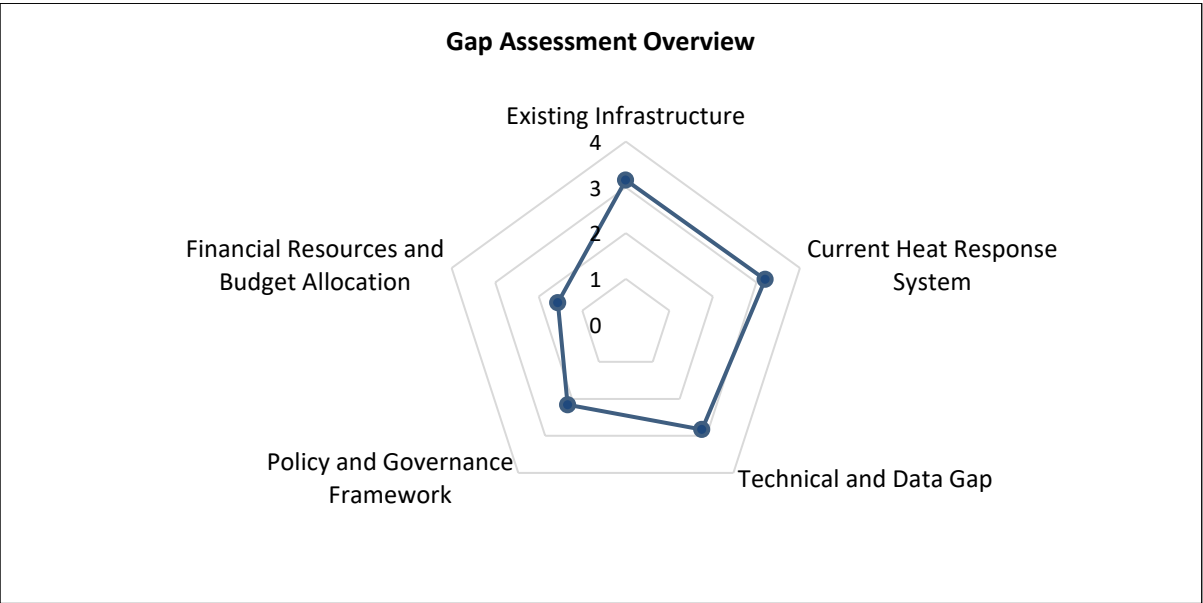 Gap Assessment Overview
Existing Infrastructure
4
3
2
1
0
Current Heat Response
System
Technical and Data Gap
Policy and Governance
Framework
Financial Resources and
Budget Allocation